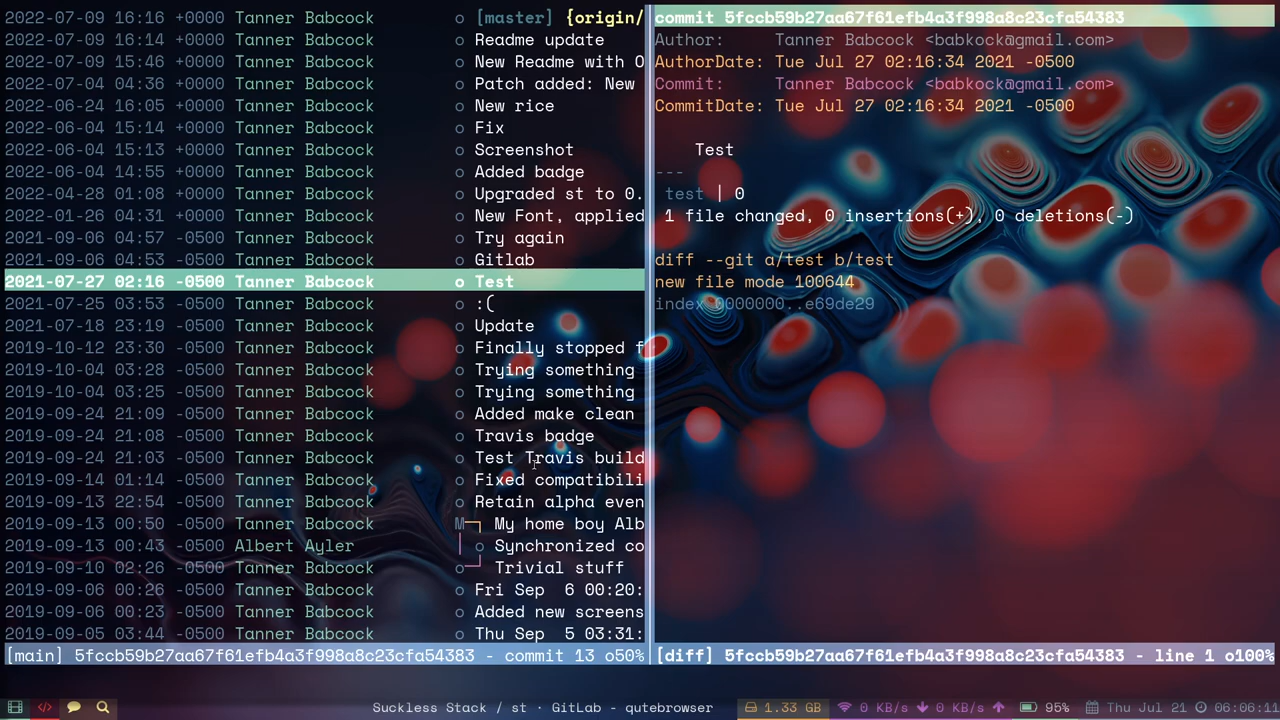 2022-07-09 16:16 +0000 Tanner Babcock o [master] {origin/
2022-07-09 16:14 +0000 Tanner Babcock o Readme update
2022-07-09 15:46 +0000 Tanner Babcock o New Readme with O
2022-07-04 04:36 +0000 Tanner Babcock o Patch added: New
2022-06-24 16:05 +0000 Tanner Babcock o New rice
2022-06-04 15:14 +0000 Tanner Babcock o Fix
2022-06-04 15:13 +0000 Tanner Babcock o Screenshot
2022-06-04 14:55 +0000 Tanner Babcock o Added badge
2022-04-28 01:08 +0000 Tanner Babcock o Upgraded st to 0.
2022-01-26 04:31 +0000 Tanner Babcock o New Font, applied
2021-09-06 04:57 -0500 Tanner Babcock o Try again
2021-09-06 04:53 -0500 Tanner Babcock o Gitlab
2021-07-27 02:16 -0500 Tanner Babcock o Test
2021-07-25 03:53 -0500 Tanner Babcock o :(
2021-07-18 23:19 -0500 Tanner Babcock o Update
2019-10-12 23:30 -0500 Tanner Babcock o Finally stopped f
2019-10-04 03:28 -0500 Tanner Babcock o Trying something
2019-10-04 03:25 -0500 Tanner Babcock o Trying something
2019-09-24 21:09 -0500 Tanner Babcock o Added make clean
2019-09-24 21:08 -0500 Tanner Babcock o Travis badge
2019-09-24 21:03 -0500 Tanner Babcock o Test Travis build
2019-09-14 01:14 -0500 Tanner Babcock o Fixed compatibili
2019-09-13 22:54 -0500 Tanner Babcock o Retain alpha even
2019-09-13 00:50 -0500 Tanner Babcock M─┐ My home boy Alb
2019-09-13 00:43 -0500 Albert Ayler │ o Synchronized co
2019-09-10 02:26 -0500 Tanner Babcock o─┘ Trivial stuff
2019-09-06 00:26 -0500 Tanner Babcock o Fri Sep  6 00:20:
2019-09-06 00:23 -0500 Tanner Babcock o Added new screens
2019-09-05 03:44 -0500 Tanner Babcock o Thu Sep  5 03:31:
[main] 5fccb59b27aa67f61efb4a3f998a8c23cfa54383 - commit 13 o50%
commit 5fccb59b27aa67f61efb4a3f998a8c23cfa54383
Author:     Tanner Babcock <babkock@gmail.com>
AuthorDate: Tue Jul 27 02:16:34 2021 -0500
Commit:     Tanner Babcock <babkock@gmail.com>
CommitDate: Tue Jul 27 02:16:34 2021 -0500
Test
---
test | 0
1 file changed, 0 insertions(+), 0 deletions(-)
diff --git a/test b/test
new file mode 100644
index 0000000..e69de29
[diff] 5fccb59b27aa67f61efb4a3f998a8c23cfa54383 - line 1 o100%
Suckless Stack / st · GitLab - qutebrowser
1.33 GB 0 KB/s 0 KB/s 95% Thu Jul 21 06:06:11